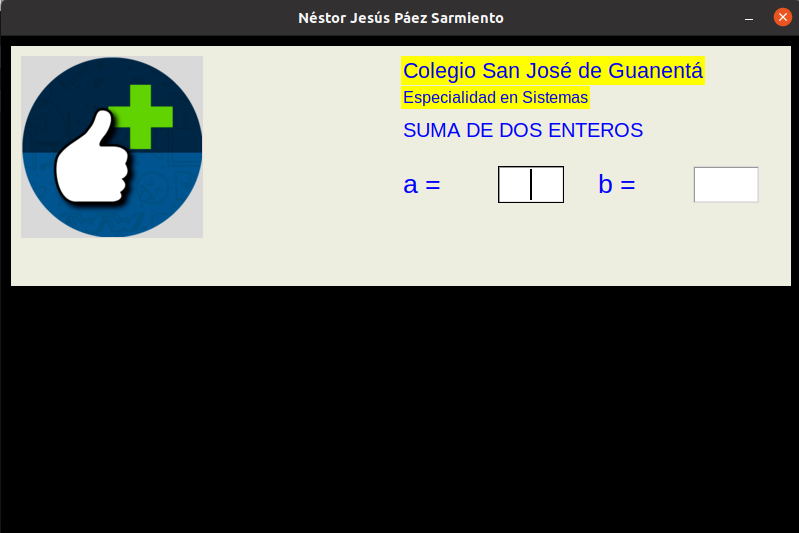 Néstor Jesús Páez Sarmiento
Colegio San José de Guanentá
Especialidad en Sistemas
SUMA DE DOS ENTEROS
a = b =